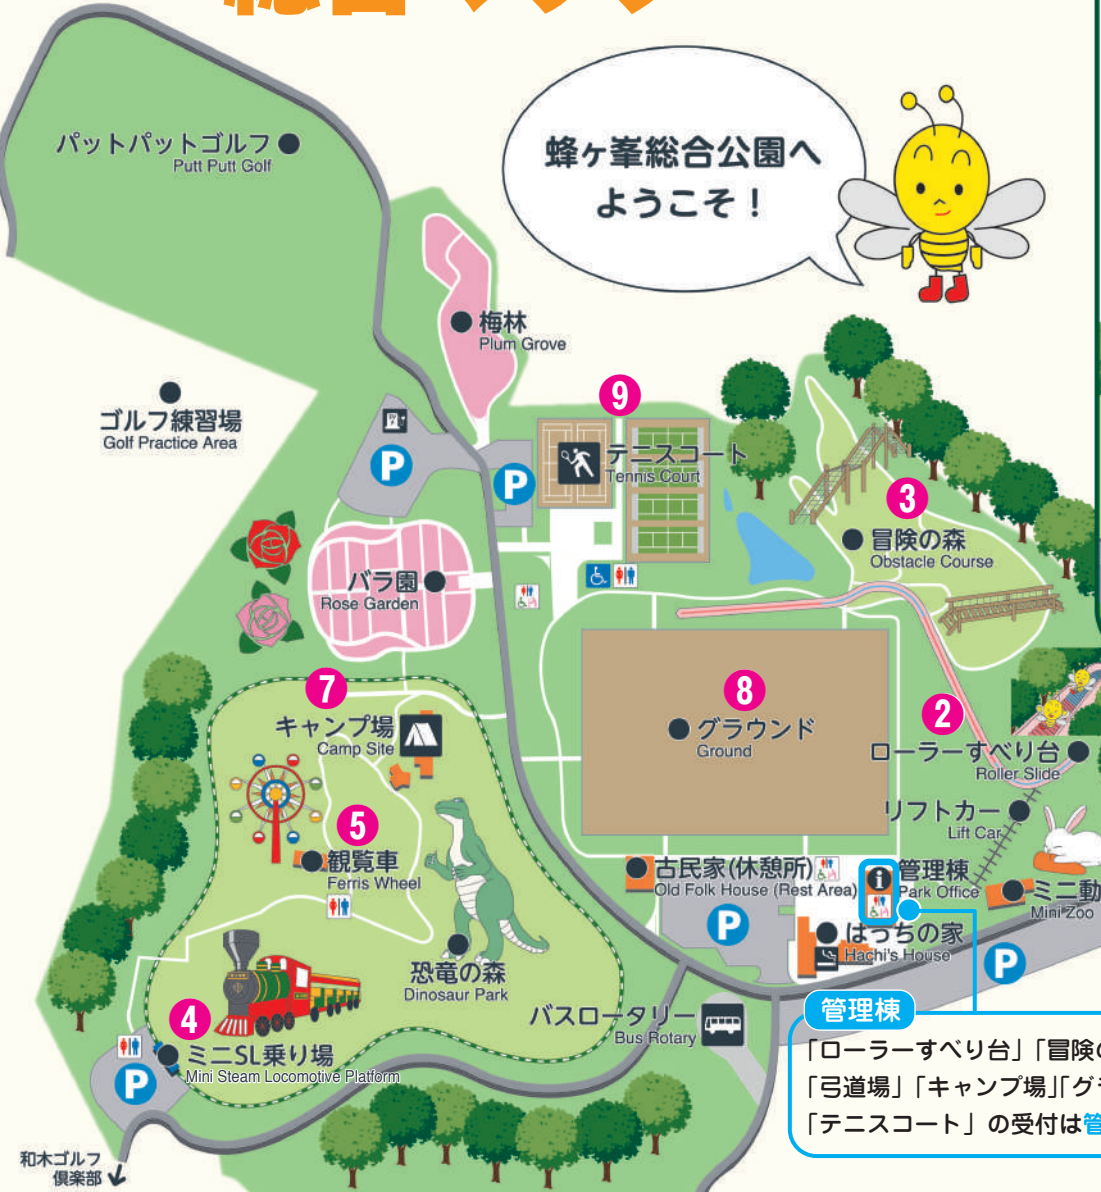 総合マップ
蜂ヶ峯総合公園へ
ようこそ！
パットパットゴルフ
Putt Putt Golf
梅林
Plum Grove
ゴルフ練習場
Golf Practice Area
P
P
9
テニスコート
Tennis Court
3
冒険の森
Obstacle Course
バラ園
Rose Garden
7
キャンプ場
Camp Site
8
グラウンド
Ground
2
ローラーすべり台
Roller Slide
リフトカー
Lift Car
5
観覧車
Ferris Wheel
古民家(休憩所)
Old Folk House (Rest Area)
i
管理棟
Park Office
ミニ動
Mini Zoo
P
はっちの家
Hachi's House
P
恐竜の森
Dinosaur Park
バスロータリー
Bus Rotary
4
ミニSL乗り場
Mini Steam Locomotive Platform
P
管理棟
「ローラーすべり台」「冒険の
「弓道場」「キャンプ場」「グラ
「テニスコート」の受付は管
和木ゴルフ
倶楽部